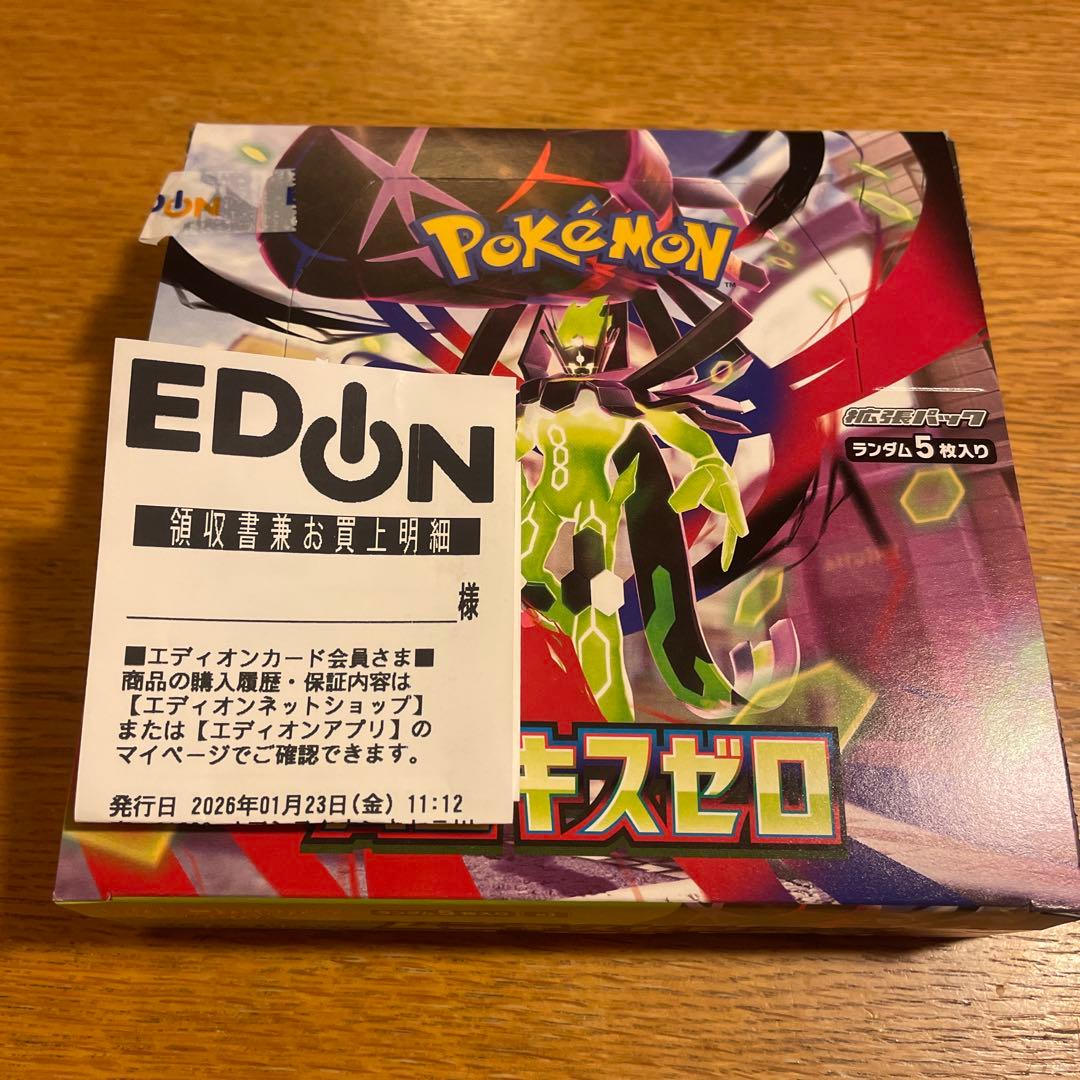 POKéMON
TM
拡張パック
ランダム5枚入り
EDION
領収書兼お買上明細
様
■エディオンカード会員さま■
商品の購入履歴・保証内容は
【エディオンネットショップ】
または【エディオンアプリ】の
マイページでご確認できます。
発行日 2026年01月23日(金) 11:12
キスゼロ